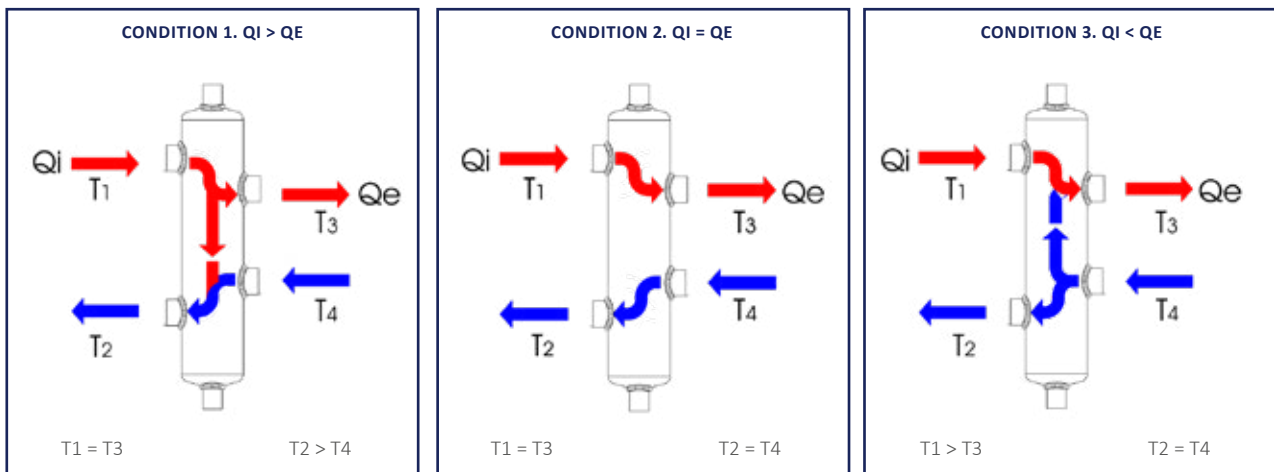 CONDITION 1. QI > QE
Qi
T1
T3
Qe
T2
T4
T1 = T3
T2 > T4
CONDITION 2. QI = QE
Qi
T1
T3
Qe
T2
T4
T1 = T3
T2 = T4
CONDITION 3. QI < QE
Qi
T1
T3
Qe
T2
T4
T1 > T3
T2 = T4